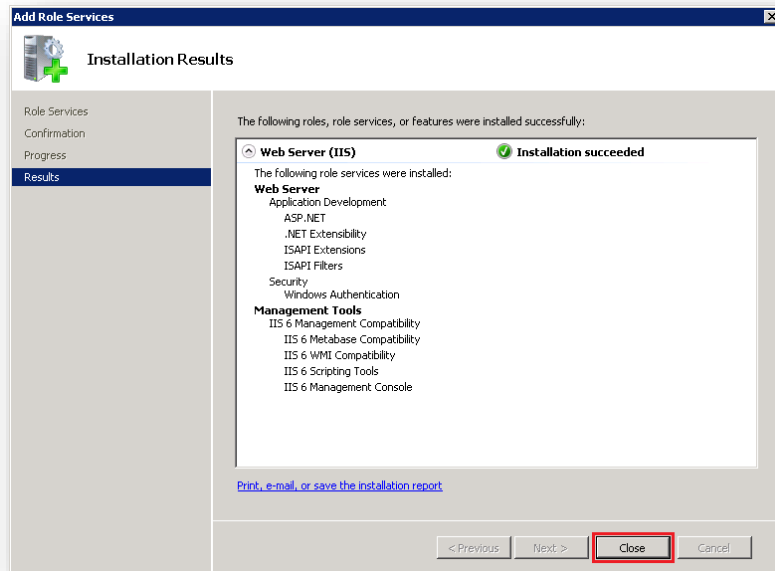 Add Role Services
Installation Results
Role Services
Confirmation
Progress
Results
The following roles, role services, or features were installed successfully:
Web Server (IIS)
Installation succeeded
The following role services were installed:
Web Server
Application Development
ASP.NET
.NET Extensibility
ISAPI Extensions
ISAPI Filters
Security
Windows Authentication
Management Tools
IIS 6 Management Compatibility
IIS 6 Metabase Compatibility
IIS 6 WMI Compatibility
IIS 6 Scripting Tools
IIS 6 Management Console
Print, e-mail, or save the installation report
< Previous
Next >
Close
Cancel